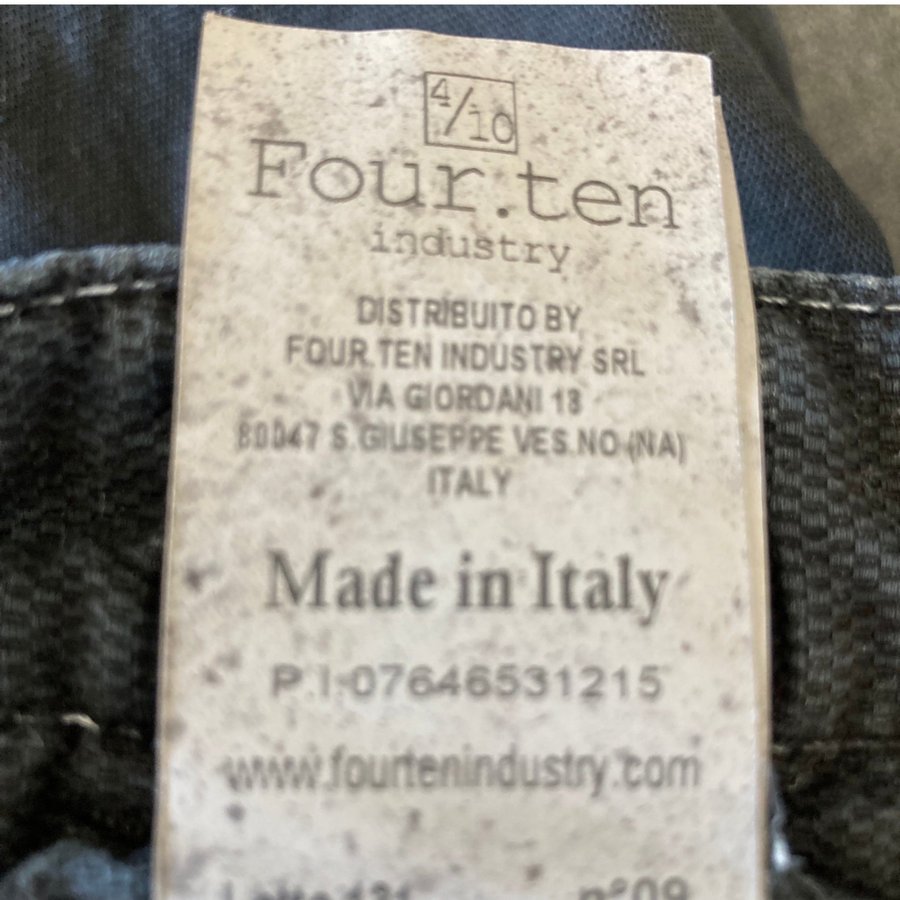 4/10
Four.ten
industry
DISTRIBUITO BY
FOUR.TEN INDUSTRY SRL
VIA GIORDANI 18
80047 S.GIUSEPPE VES.NO (NA)
ITALY
Made in Italy
P.I:07646531215
www.fourtenindustry.com
n°09